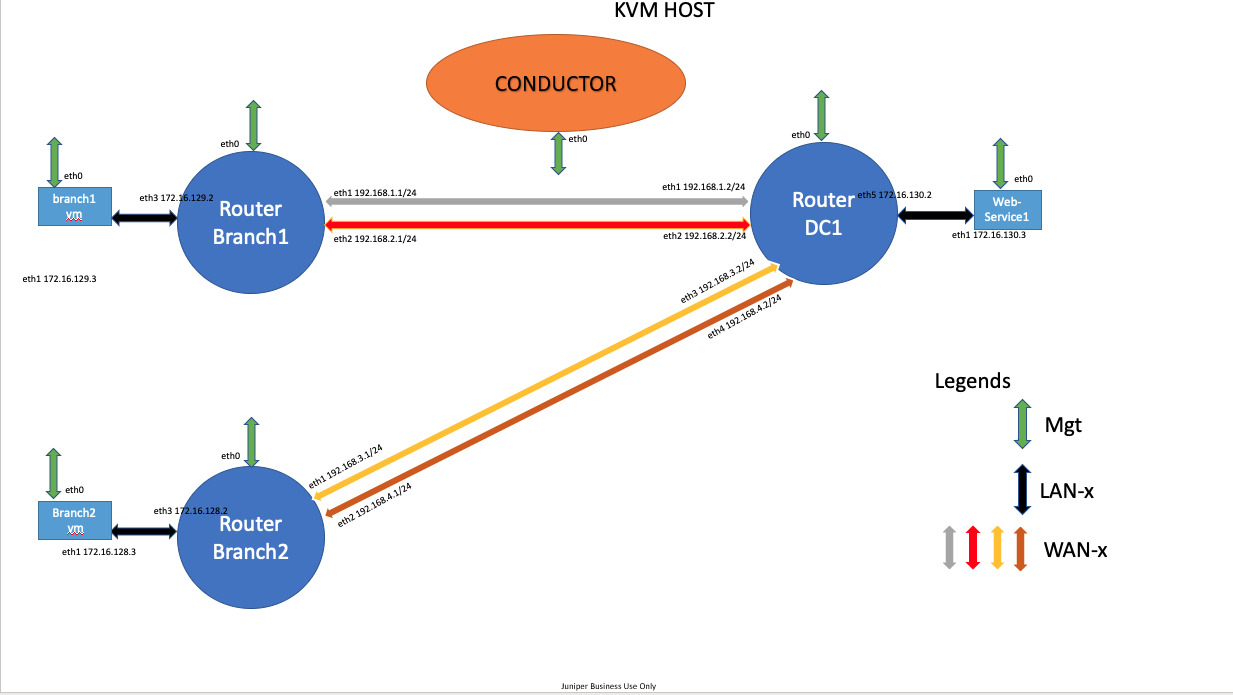 KVM HOST
CONDUCTOR
eth0
eth0
eth0
eth0
branch1
vm
eth3 172.16.129.2
Router
Branch1
eth1 192.168.1.1/24
eth1 192.168.1.2/24
eth2 192.168.2.1/24
eth2 192.168.2.2/24
Router
DC1
eth5 172.16.130.2
eth0
Web-
Service1
eth1 172.16.130.3
eth1 172.16.129.3
eth3 192.168.3.2/24
eth4 192.168.4.2/24
Legends
Mgt
LAN-x
WAN-x
eth0
eth1 192.168.3.1/24
eth2 192.168.4.1/24
eth0
Branch2
vm
eth3 172.16.128.2
Router
Branch2
eth1 172.16.128.3
Juniper Business Use Only